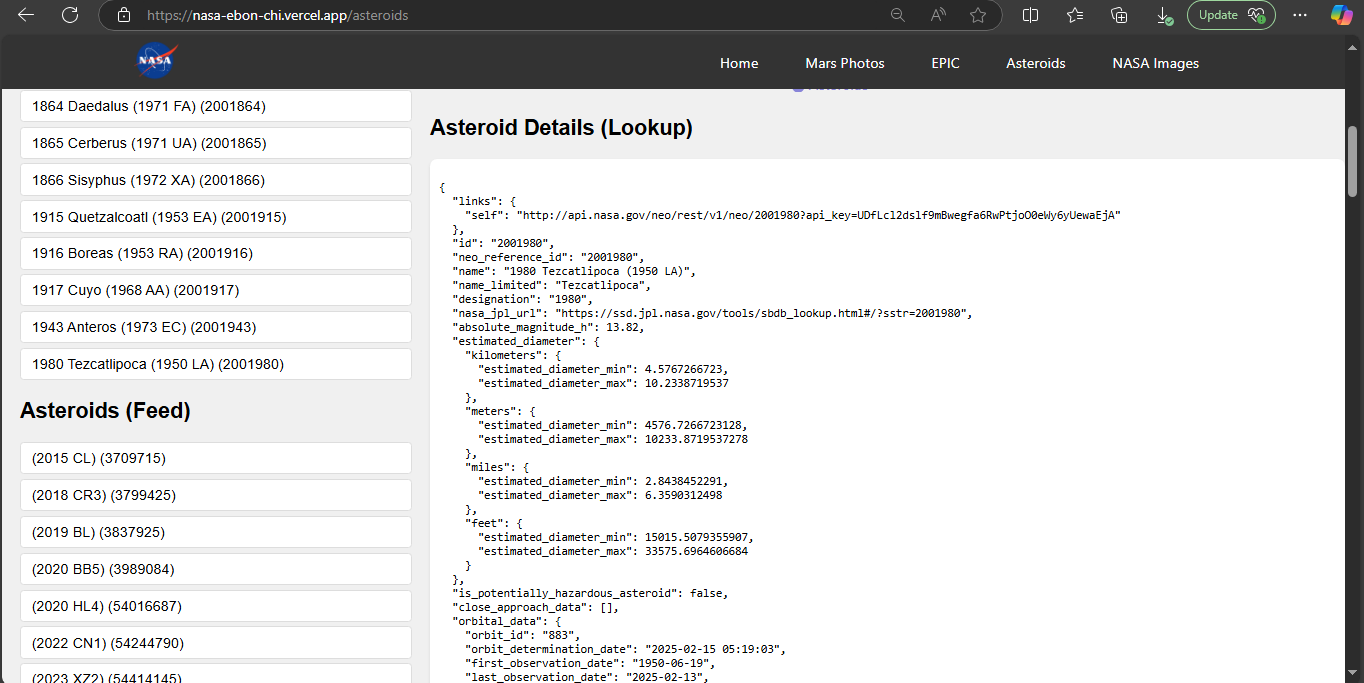 https://nasa-ebon-chi.vercel.app/asteroids
Update
NASA
Home
Mars Photos
EPIC
Asteroids
NASA Images
1864 Daedalus (1971 FA) (2001864)
1865 Cerberus (1971 UA) (2001865)
1866 Sisyphus (1972 XA) (2001866)
1915 Quetzalcoatl (1953 EA) (2001915)
1916 Boreas (1953 RA) (2001916)
1917 Cuyo (1968 AA) (2001917)
1943 Anteros (1973 EC) (2001943)
1980 Tezcatlipoca (1950 LA) (2001980)
Asteroids (Feed)
(2015 CL) (3709715)
(2018 CR3) (3799425)
(2019 BL) (3837925)
(2020 BB5) (3989084)
(2020 HL4) (54016687)
(2022 CN1) (54244790)
(2023 XZ2) (54414145)
Asteroid Details (Lookup)
{
"links": {
"self": "http://api.nasa.gov/neo/rest/v1/neo/2001980?api_key=UDfLcl2dslf9mBwegfa6RwPtjoO0eWy6yUewaEjA"
},
"id": "2001980",
"neo_reference_id": "2001980",
"name": "1980 Tezcatlipoca (1950 LA)",
"name_limited": "Tezcatlipoca",
"designation": "1980",
"nasa_jpl_url": "https://ssd.jpl.nasa.gov/tools/sbdb_lookup.html#/?sstr=2001980",
"absolute_magnitude_h": 13.82,
"estimated_diameter": {
"kilometers": {
"estimated_diameter_min": 4.5767266723,
"estimated_diameter_max": 10.2338719537
},
"meters": {
"estimated_diameter_min": 4576.7266723128,
"estimated_diameter_max": 10233.8719537278
},
"miles": {
"estimated_diameter_min": 2.8438452291,
"estimated_diameter_max": 6.3590312498
},
"feet": {
"estimated_diameter_min": 15015.5079355907,
"estimated_diameter_max": 33575.6964606684
}
},
"is_potentially_hazardous_asteroid": false,
"close_approach_data": [],
"orbital_data": {
"orbit_id": "883",
"orbit_determination_date": "2025-02-15 05:19:03",
"first_observation_date": "1950-06-19",
"last_observation_date": "2025-02-13",